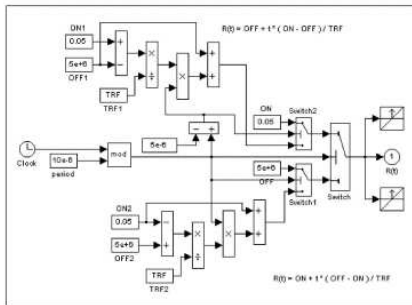 ON1
R(t) = OFF + t* ( ON - OFF ) / TRF
0.05
5e+6
OFF1
TRF
TRF1
ON
0.05
Switch2
5e-6
Clock
10e-6
period
mod
5e+6
OFF
Switch1
Switch
1
R(t)
ON2
0.05
5e+6
OFF2
TRF
TRF2
R(t) = ON + t* ( OFF - ON ) / TRF